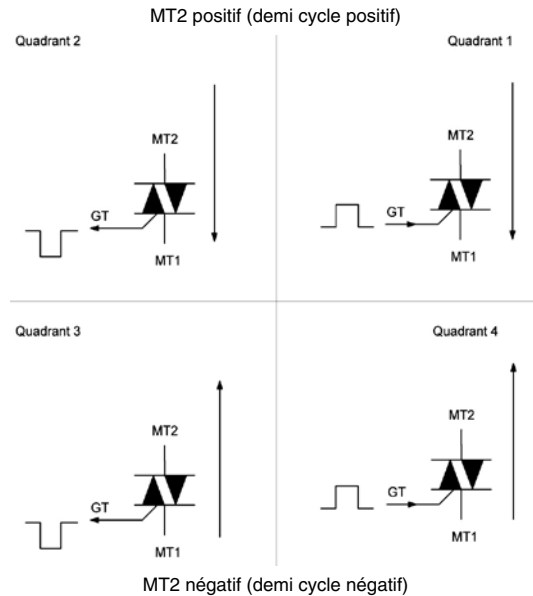 MT2 positif (demi cycle positif)
Quadrant 2
Quadrant 1
MT2
GT
MT1
MT2
GT
MT1
Quadrant 3
Quadrant 4
MT2
GT
MT1
MT2
GT
MT1
MT2 négatif (demi cycle négatif)